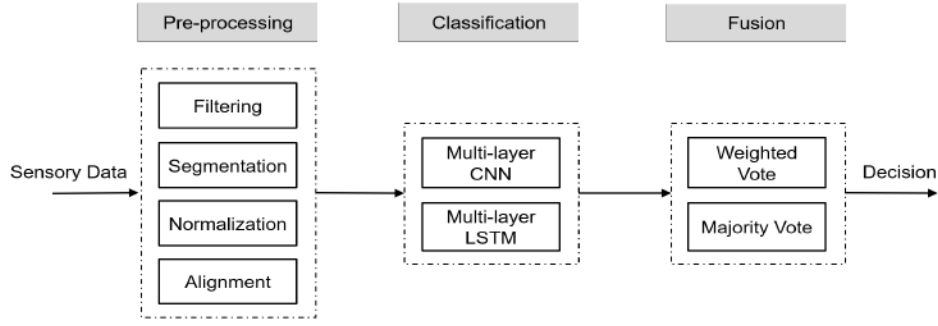 Pre-processing
Classification
Fusion
Sensory Data
Filtering
Segmentation
Normalization
Alignment
Multi-layer
CNN
Multi-layer
LSTM
Weighted
Vote
Majority Vote
Decision